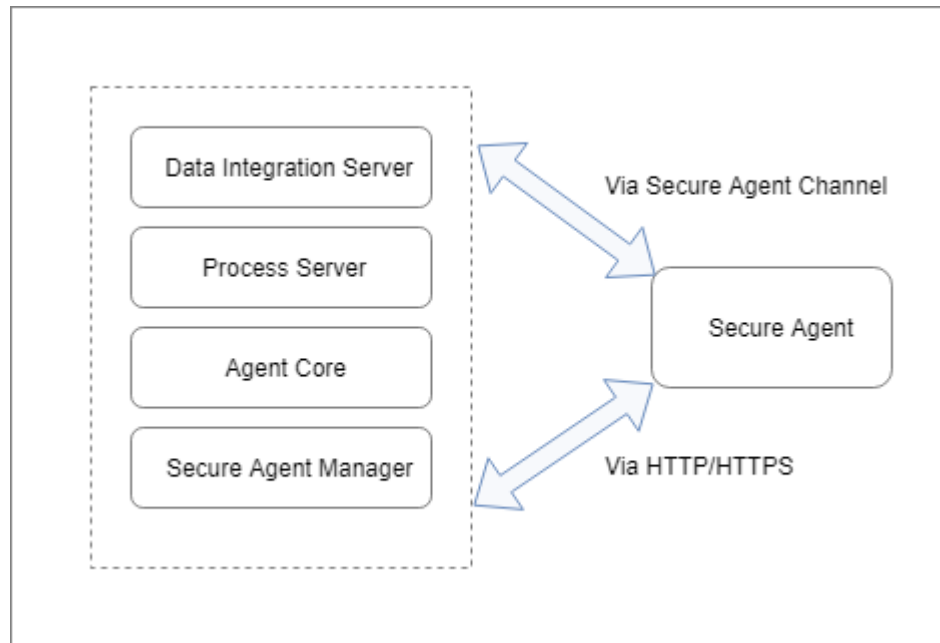 Data Integration Server
Via Secure Agent Channel
Process Server
Secure Agent
Agent Core
Secure Agent Manager
Via HTTP/HTTPS